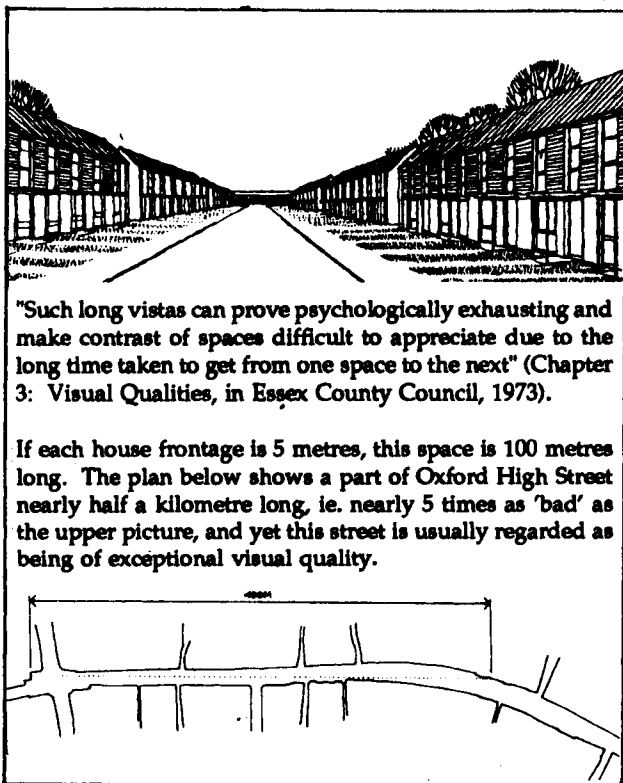 "Such long vistas can prove psychologically exhausting and
make contrast of spaces difficult to appreciate due to the
long time taken to get from one space to the next" (Chapter
3: Visual Qualities, in Essex County Council, 1973).
If each house frontage is 5 metres, this space is 100 metres
long. The plan below shows a part of Oxford High Street
nearly half a kilometre long, ie. nearly 5 times as 'bad' as
the upper picture, and yet this street is usually regarded as
being of exceptional visual quality.